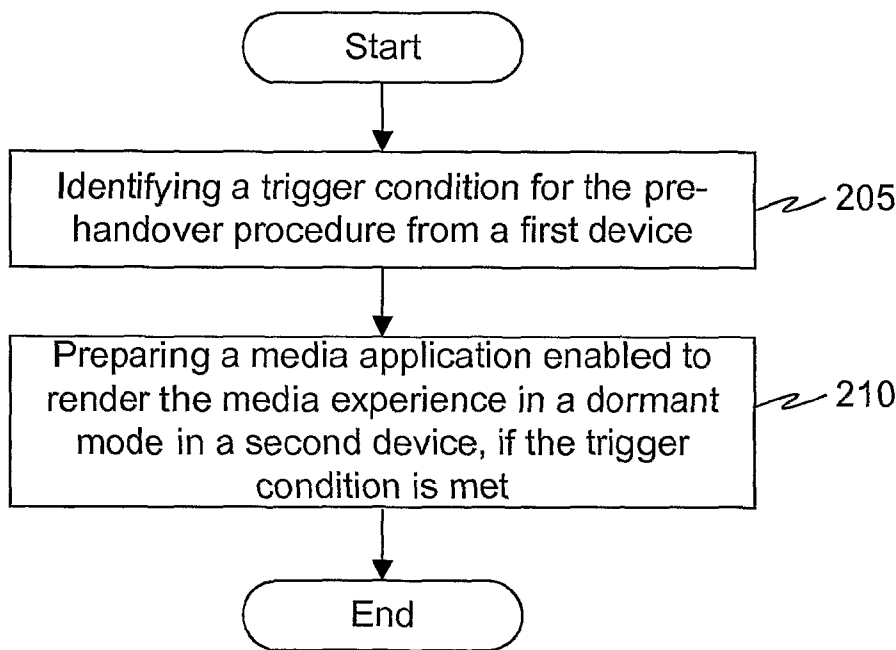 Start
Identifying a trigger condition for the pre-
handover procedure from a first device
205
Preparing a media application enabled to
render the media experience in a dormant
mode in a second device, if the trigger
condition is met
210
End